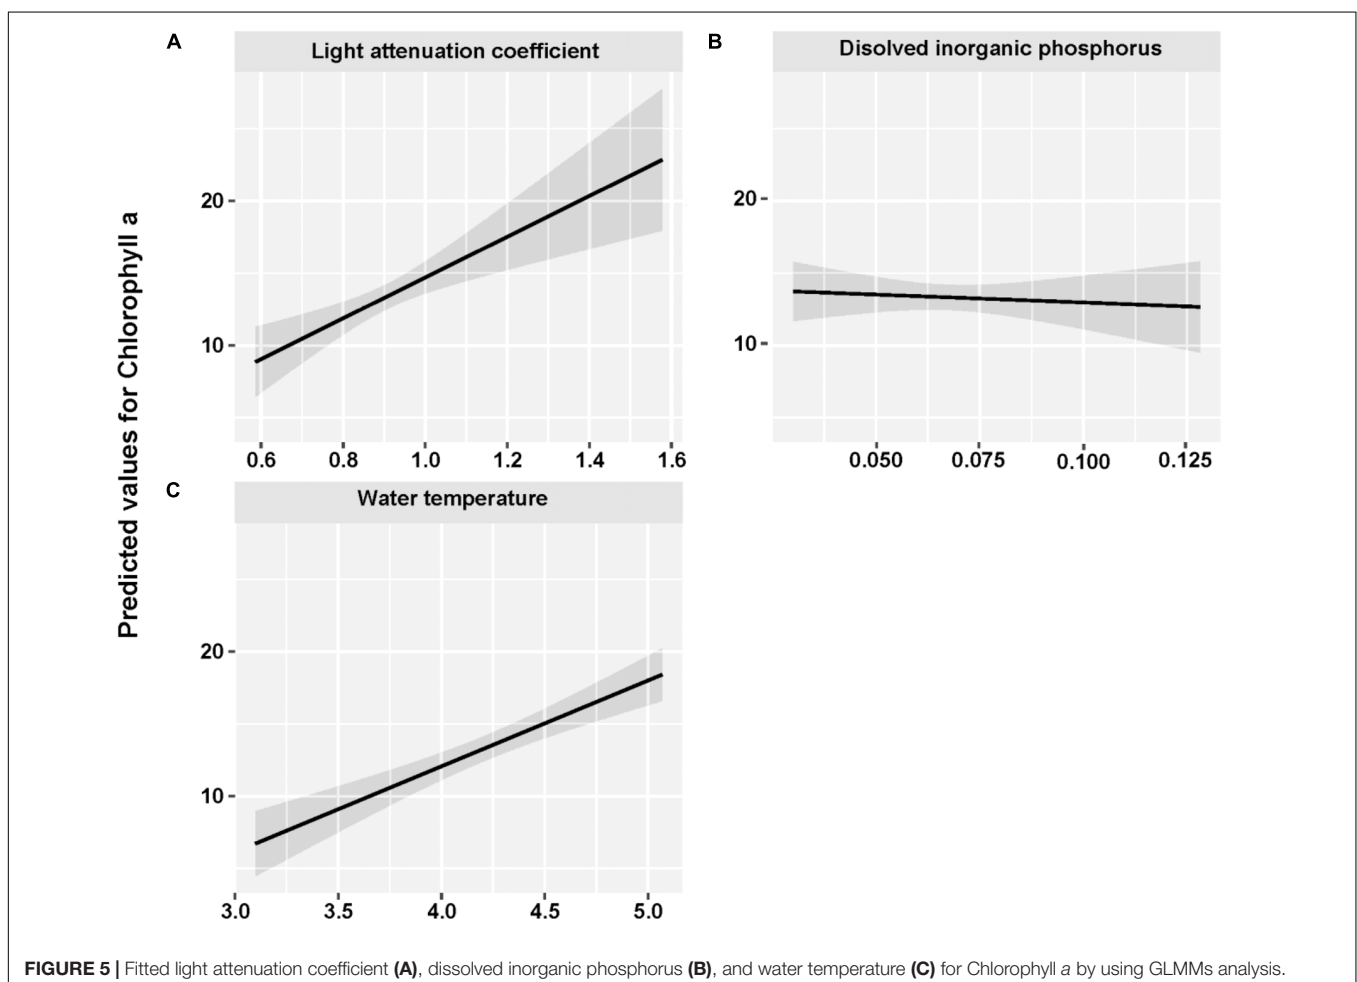 A
Light attenuation coefficient
B
Disolved inorganic phosphorus
Predicted values for Chlorophyll a
20
10
0.6 0.8 1.0 1.2 1.4 1.6
20
10
0.050 0.075 0.100 0.125
C
Water temperature
20
10
3.0 3.5 4.0 4.5 5.0
FIGURE 5 | Fitted light attenuation coefficient (A), dissolved inorganic phosphorus (B), and water temperature (C) for Chlorophyll a by using GLMMs analysis.